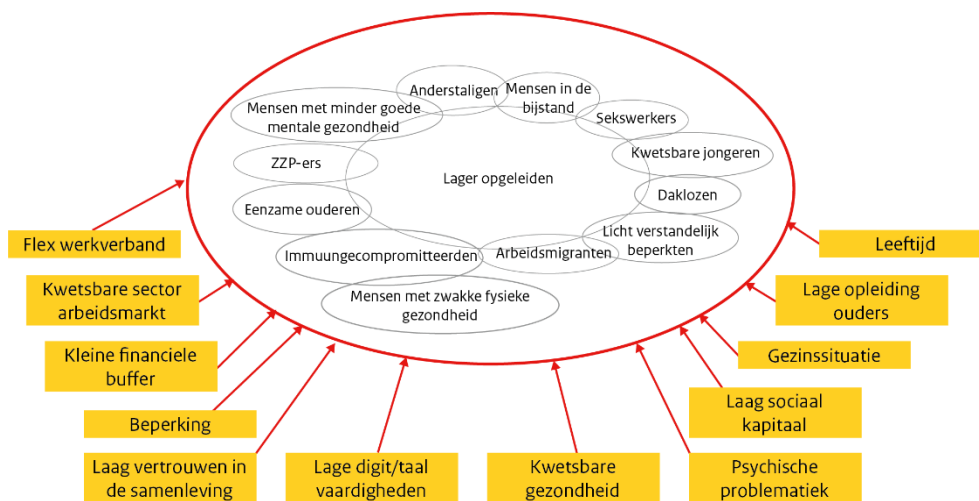 Anderstaligen
Mensen in de
bijstand
Mensen met minder goede
mentale gezondheid
Sekswerkers
Kwetsbare jongeren
ZZP-ers
Lager opgeleiden
Daklozen
Eenzame ouderen
Licht verstandelijk
beperkten
Immuungecompromitteerden
Arbeidsmigranten
Mensen met zwakke fysieke
gezondheid
Flex werkverband
Leeftijd
Kwetsbare sector
arbeidsmarkt
Lage opleiding
ouders
Kleine financiele
buffer
Gezinssituatie
Beperking
Laag sociaal
kapitaal
Laag vertrouwen in
de samenleving
Lage digit/taal
vaardigheden
Kwetsbare
gezondheid
Psychische
problematiek